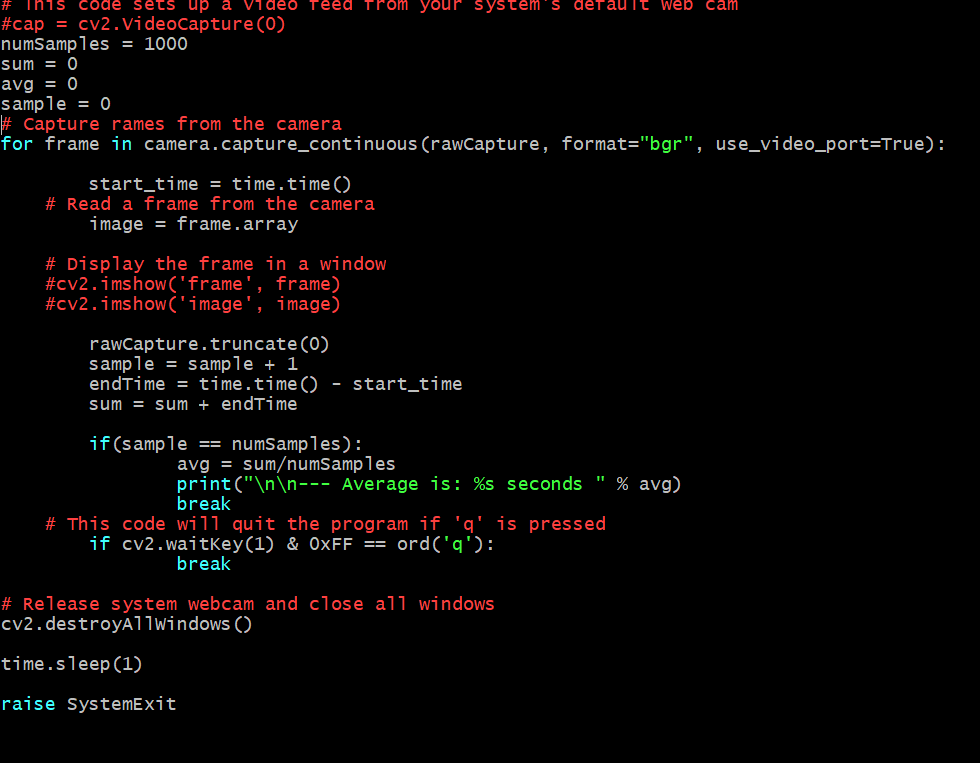 # This code sets up a video feed from your system's default web cam
#cap = cv2.VideoCapture(0)
numSamples = 1000
sum = 0
avg = 0
sample = 0
# Capture rames from the camera
for frame in camera.capture_continuous(rawCapture, format="bgr", use_video_port=True):
start_time = time.time()
# Read a frame from the camera
image = frame.array
# Display the frame in a window
#cv2.imshow('frame', frame)
#cv2.imshow('image', image)
rawCapture.truncate(0)
sample = sample + 1
endTime = time.time() - start_time
sum = sum + endTime
if(sample == numSamples):
avg = sum/numSamples
print("\n\n--- Average is: %s seconds " % avg)
break
# This code will quit the program if 'q' is pressed
if cv2.waitKey(1) & 0xFF == ord('q'):
break
# Release system webcam and close all windows
cv2.destroyAllWindows()
time.sleep(1)
raise SystemExit